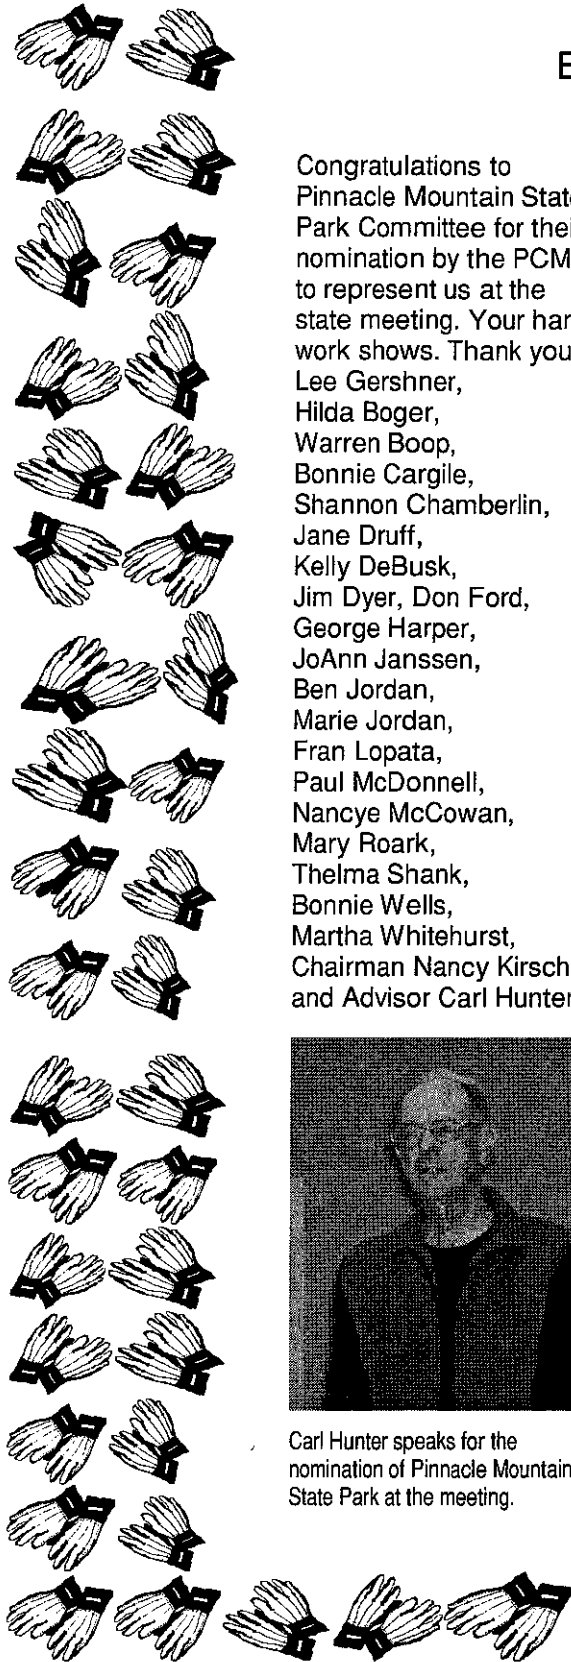 E
Congratulations to
Pinnacle Mountain Stat
Park Committee for thei
nomination by the PCM
to represent us at the
state meeting. Your har
work shows. Thank you
Lee Gershner,
Hilda Boger,
Warren Boop,
Bonnie Cargile,
Shannon Chamberlin,
Jane Druff,
Kelly DeBusk,
Jim Dyer, Don Ford,
George Harper,
JoAnn Janssen,
Ben Jordan,
Marie Jordan,
Fran Lopata,
Paul McDonnell,
Nancye McCowan,
Mary Roark,
Thelma Shank,
Bonnie Wells,
Martha Whitehurst,
Chairman Nancy Kirsch
and Advisor Carl Hunter
Carl Hunter speaks for the
nomination of Pinnacle Mountain
State Park at the meeting.